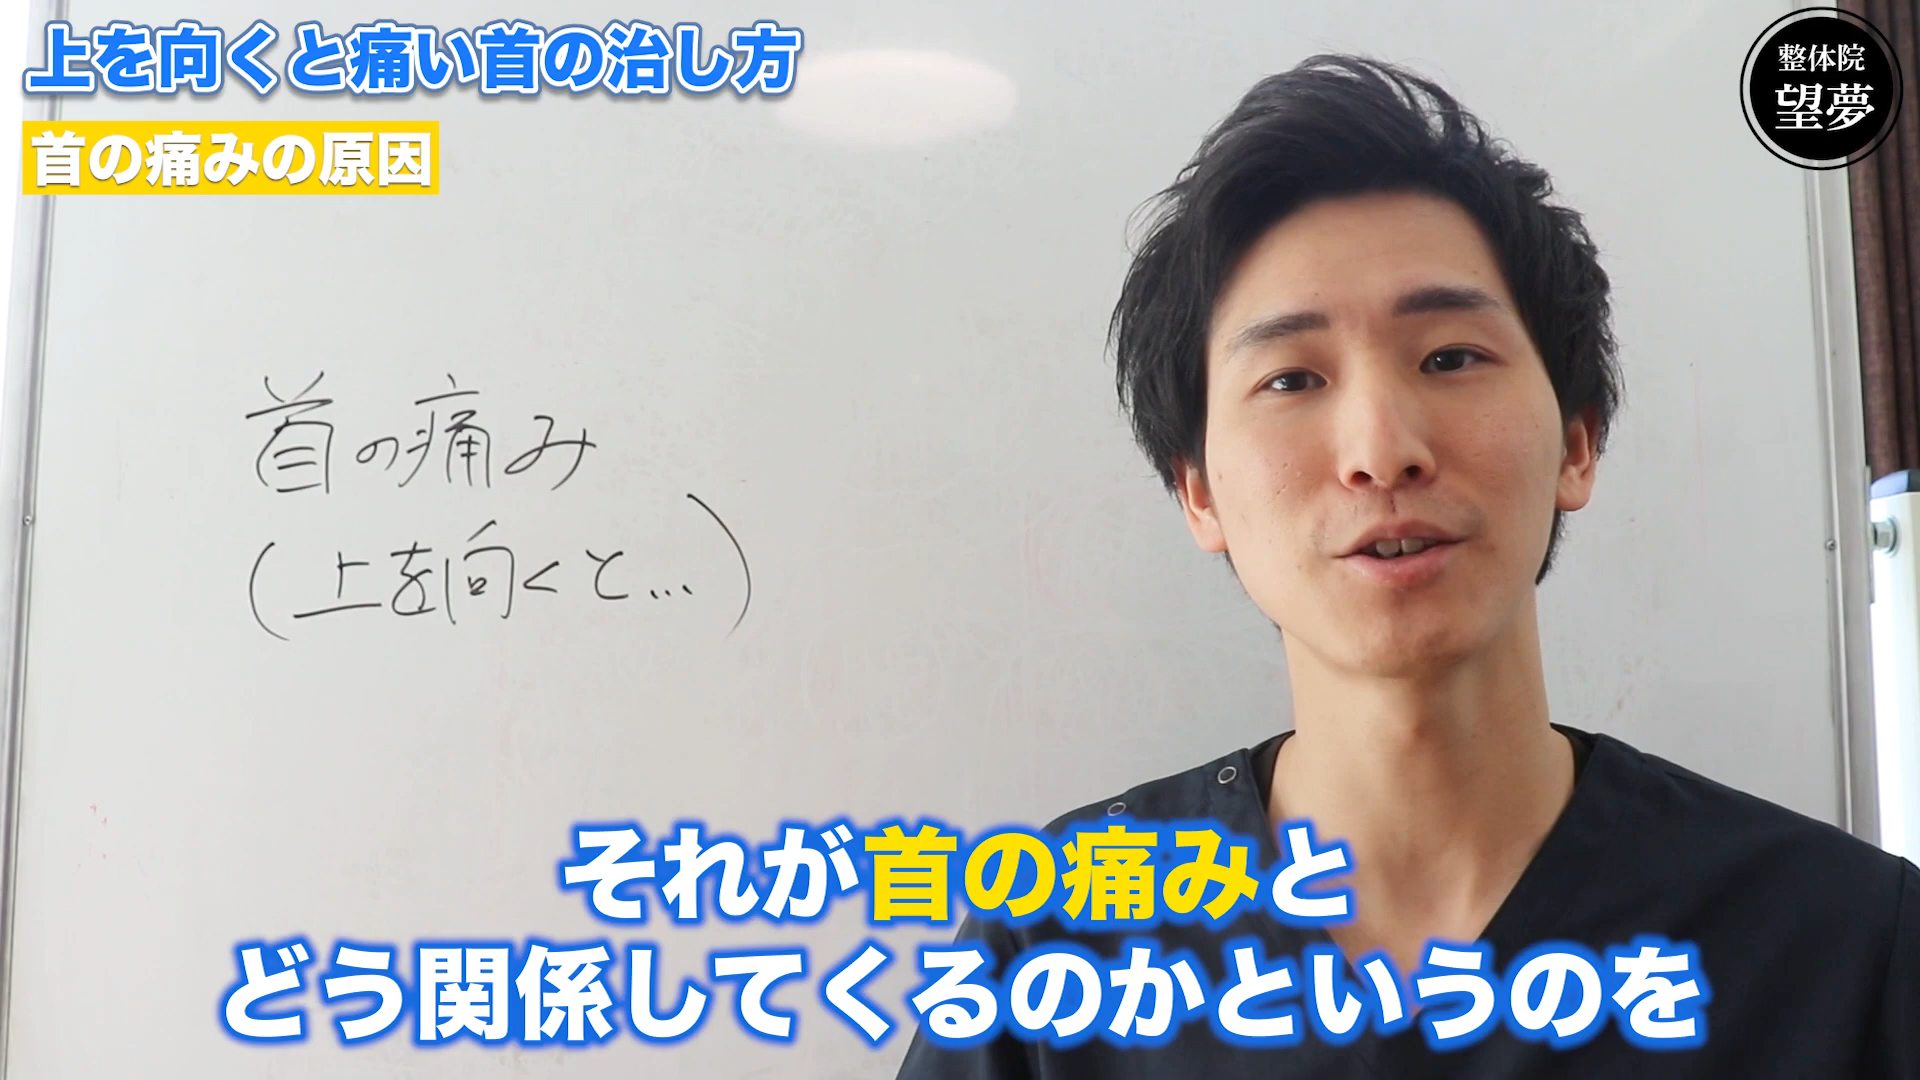 上を向くと痛い首の治し方
整体院
望夢
首の痛みの原因
首の痛み
(上を向くと...)
それが首の痛みと
どう関係してくるのかというのを